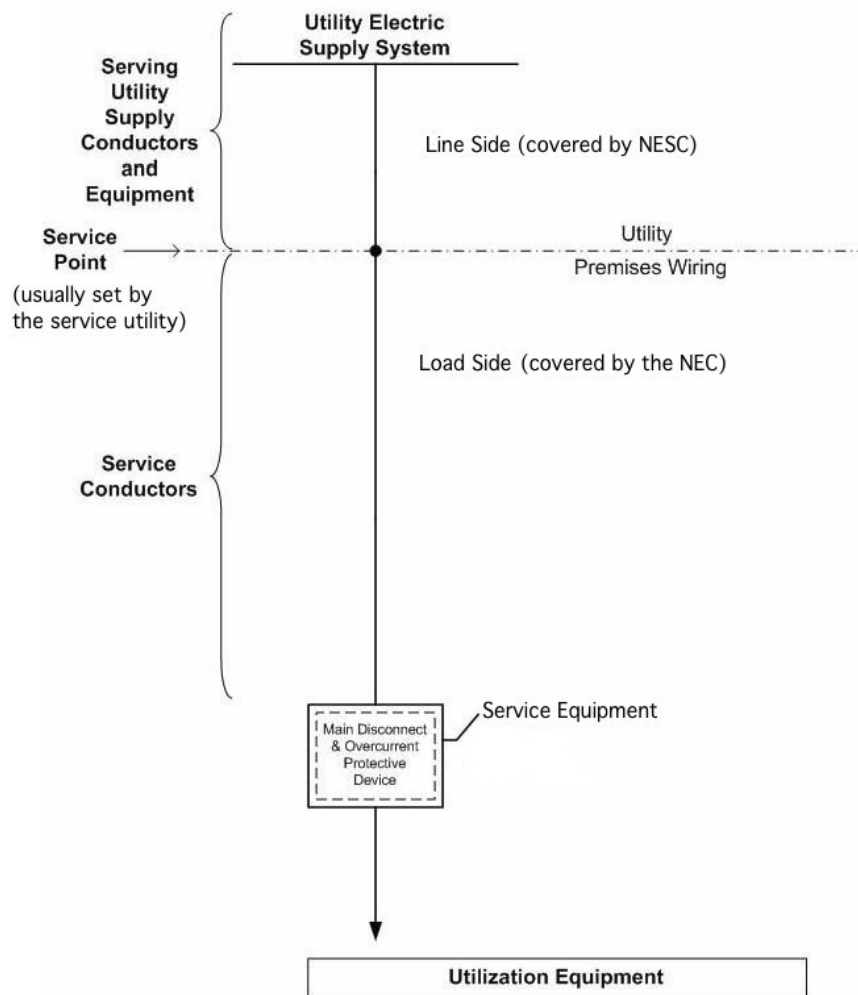 Utility Electric
Supply System
Serving
Utility
Supply
Conductors
and
Equipment
Line Side (covered by NESC)
Service
Point
(usually set by
the service utility)
Utility
Premises Wiring
Load Side (covered by the NEC)
Service
Conductors
Service Equipment
Main Disconnect
& Overcurrent
Protective
Device
Utilization Equipment